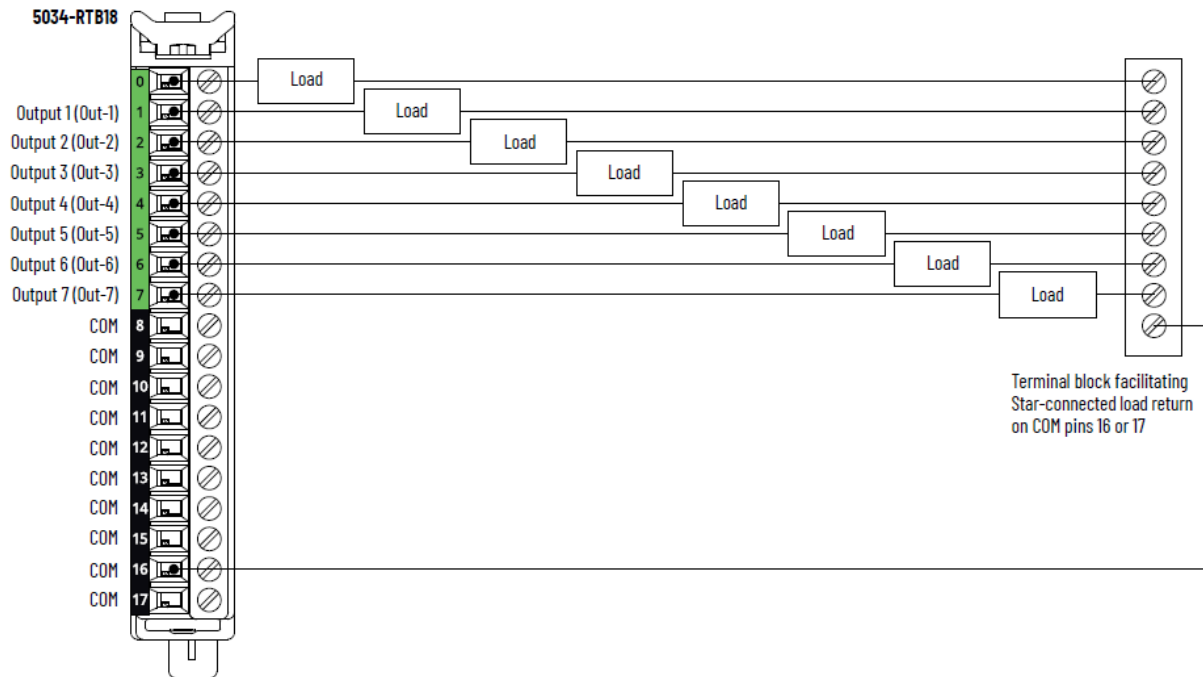 5034-RTB18
0 Load
Output 1 (Out-1) 1 Load
Output 2 (Out-2) 2 Load
Output 3 (Out-3) 3 Load
Output 4 (Out-4) 4 Load
Output 5 (Out-5) 5 Load
Output 6 (Out-6) 6 Load
Output 7 (Out-7) 7 Load
COM 8
COM 9
COM 10
COM 11
COM 12
COM 13
COM 14
COM 15
COM 16
COM 17
Terminal block facilitating
Star-connected load return
on COM pins 16 or 17